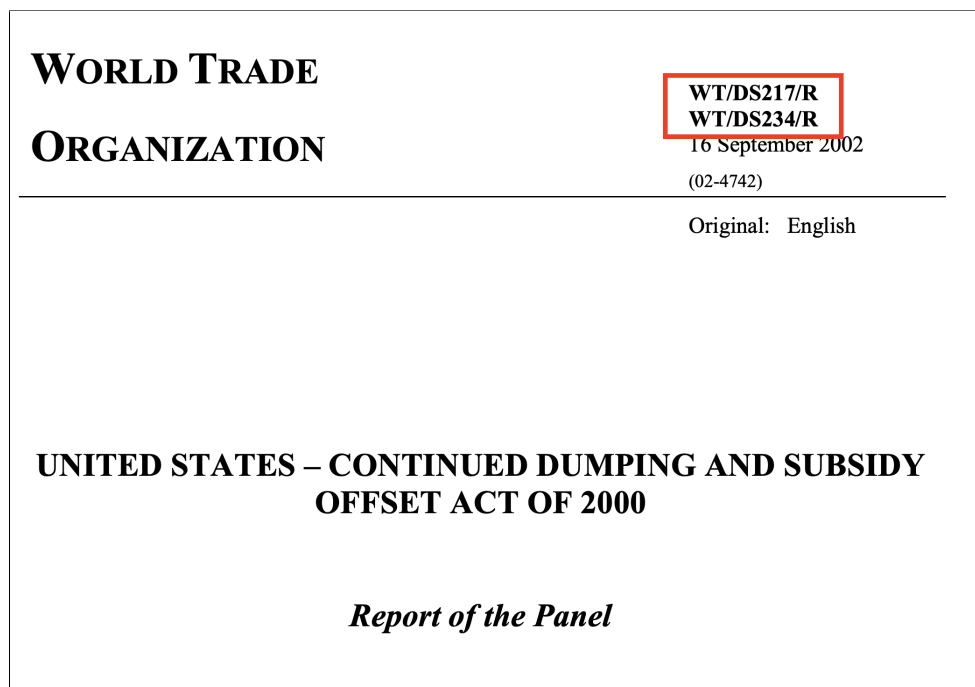 WORLD TRADE
ORGANIZATION
WT/DS217/R
WT/DS234/R
16 September 2002
(02-4742)
Original: English
UNITED STATES – CONTINUED DUMPING AND SUBSIDY
OFFSET ACT OF 2000
Report of the Panel